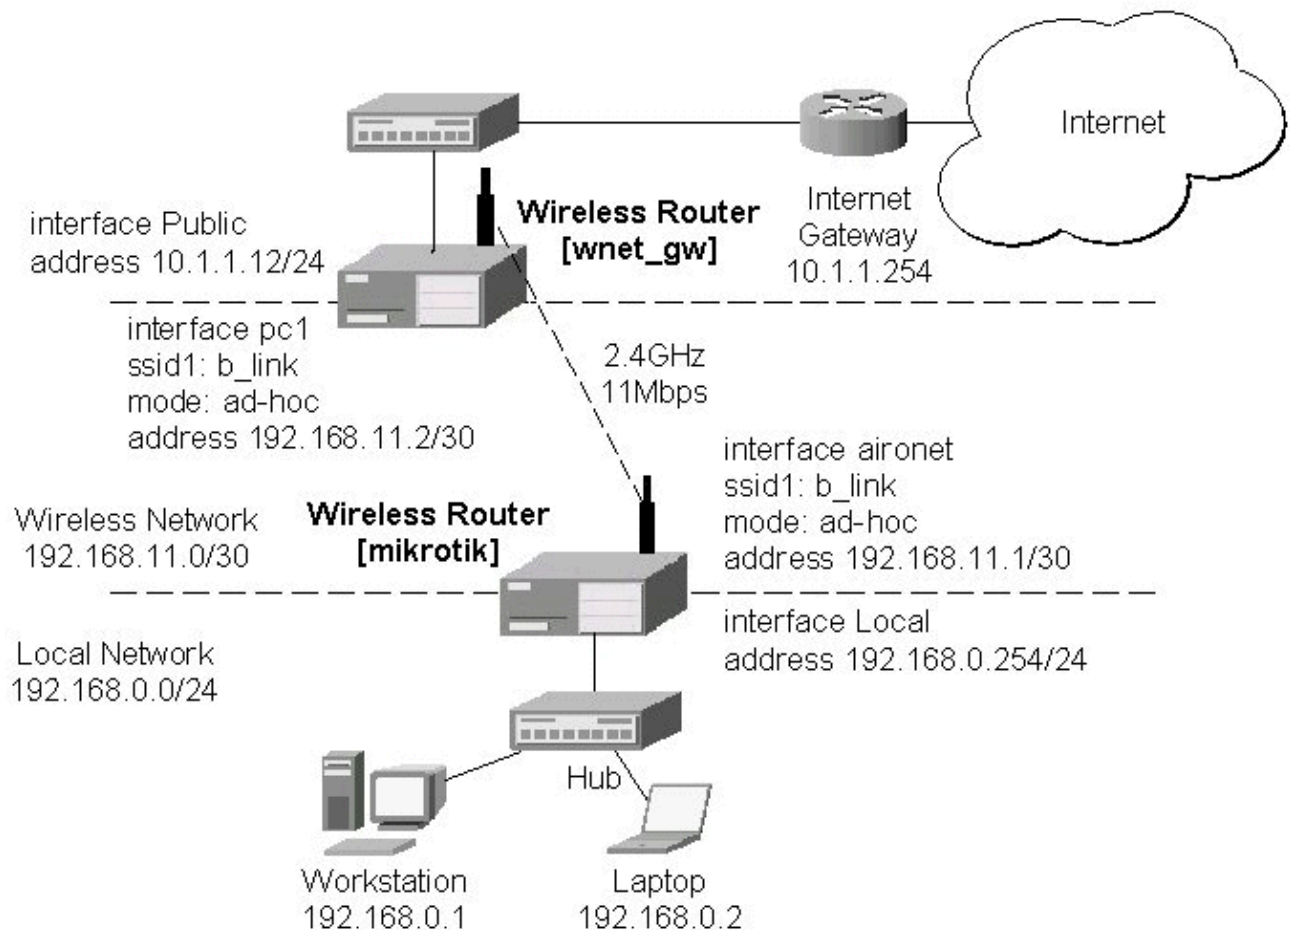 Internet
Internet
Gateway
10.1.1.254
Wireless Router
[wnet_gw]
interface Public
address 10.1.1.12/24
interface pc1
ssid1: b_link
mode: ad-hoc
address 192.168.11.2/30
2.4GHz
11Mbps
interface aironet
ssid1: b_link
mode: ad-hoc
address 192.168.11.1/30
Wireless Network
192.168.11.0/30
Wireless Router
[mikrotik]
interface Local
address 192.168.0.254/24
Local Network
192.168.0.0/24
Hub
Workstation
192.168.0.1
Laptop
192.168.0.2